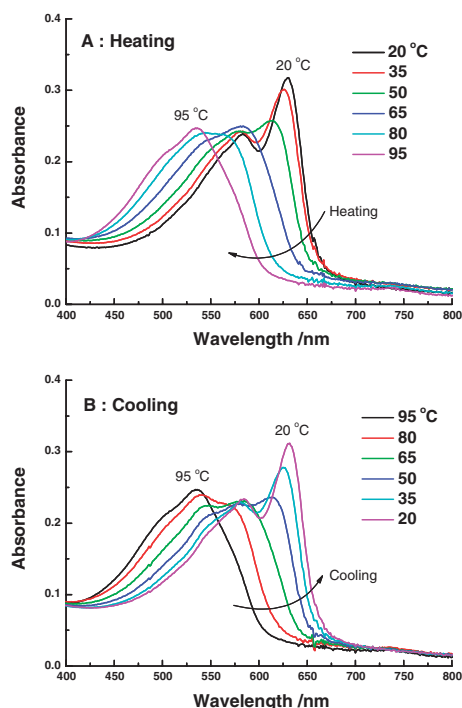 A : Heating
20 °C
95 °C
20 °C
35
50
65
80
95
Heating
Absorbance
0.4
0.3
0.2
0.1
0.0
400 450 500 550 600 650 700 750 800
Wavelength /nm
B : Cooling
20 °C
95 °C
95 °C
80
65
50
35
20
Cooling
Absorbance
0.4
0.3
0.2
0.1
0.0
400 450 500 550 600 650 700 750 800
Wavelength /nm